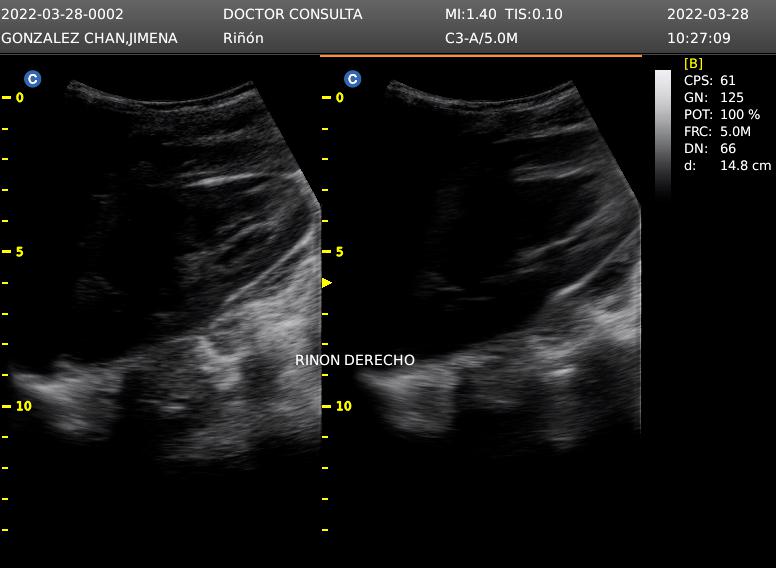 2022-03-28-0002 DOCTOR CONSULTA MI:1.40 TIS:0.10 2022-03-28
GONZALEZ CHAN,JIMENA Riñón C3-A/5.0M 10:27:09
C C
[B]
CPS: 61
GN: 125
POT: 100 %
FRC: 5.0M
DN: 66
d: 14.8 cm
0 0
5 5
RINON DERECHO
10 10